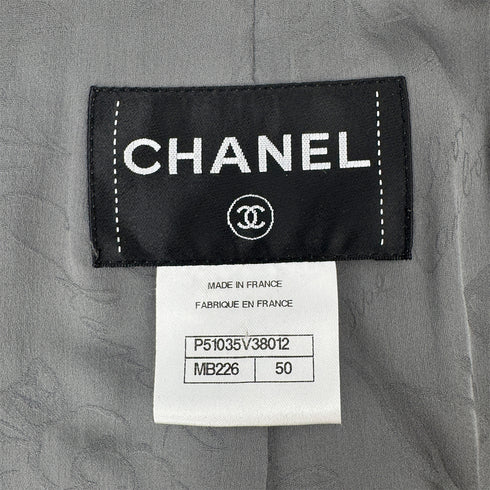 CHANEL
MADE IN FRANCE
FABRIQUE EN FRANCE
P51035V38012
MB226 50